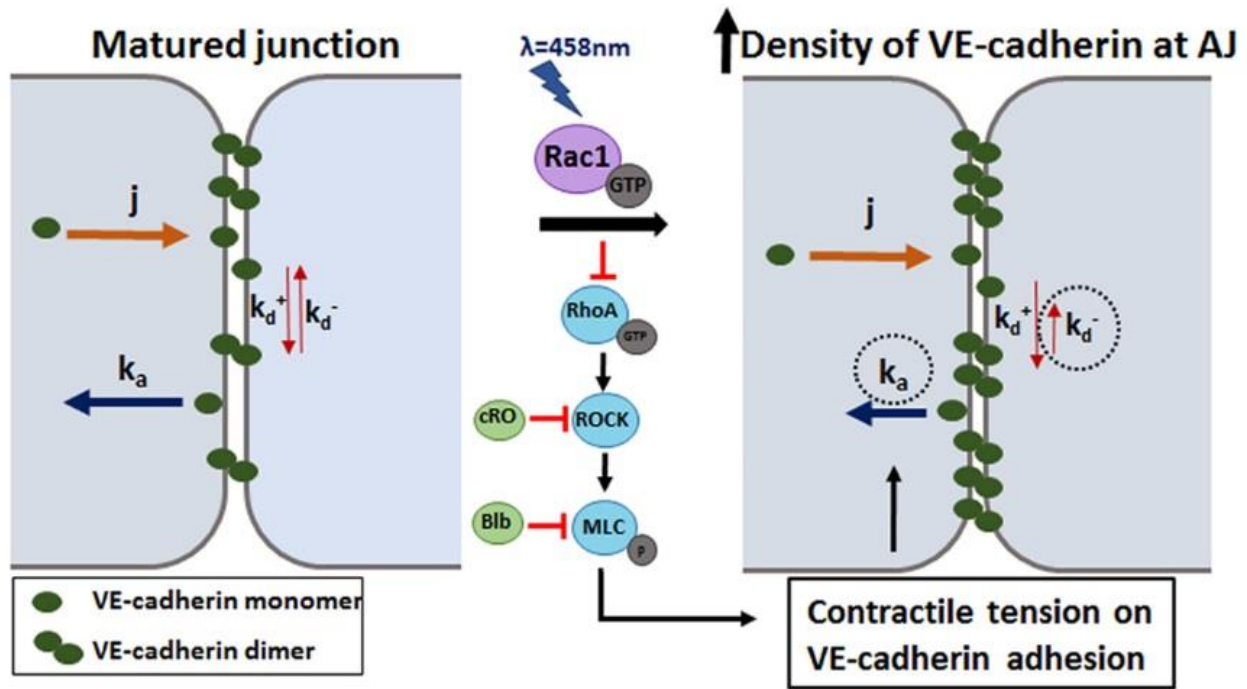 Matured junction
j
kd+
kd-
ka
VE-cadherin monomer
VE-cadherin dimer
λ=458nm
Rac1
GTP
RhoA
GTP
cRO
ROCK
Blb
MLC
P
Density of VE-cadherin at AJ
j
kd+
kd-
ka
Contractile tension on
VE-cadherin adhesion